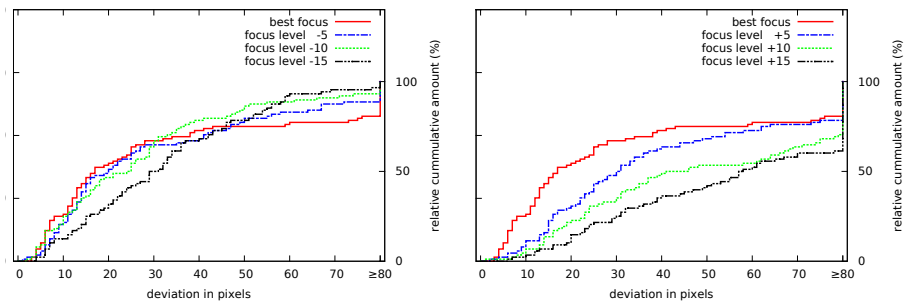 best focus
focus level -5
focus level -10
focus level -15
100
50
0
relative cummulative amount (%)
0 10 20 30 40 50 60 70 ≥80
deviation in pixels
best focus
focus level +5
focus level +10
focus level +15
100
50
0
relative cummulative amount (%)
0 10 20 30 40 50 60 70 ≥80
deviation in pixels